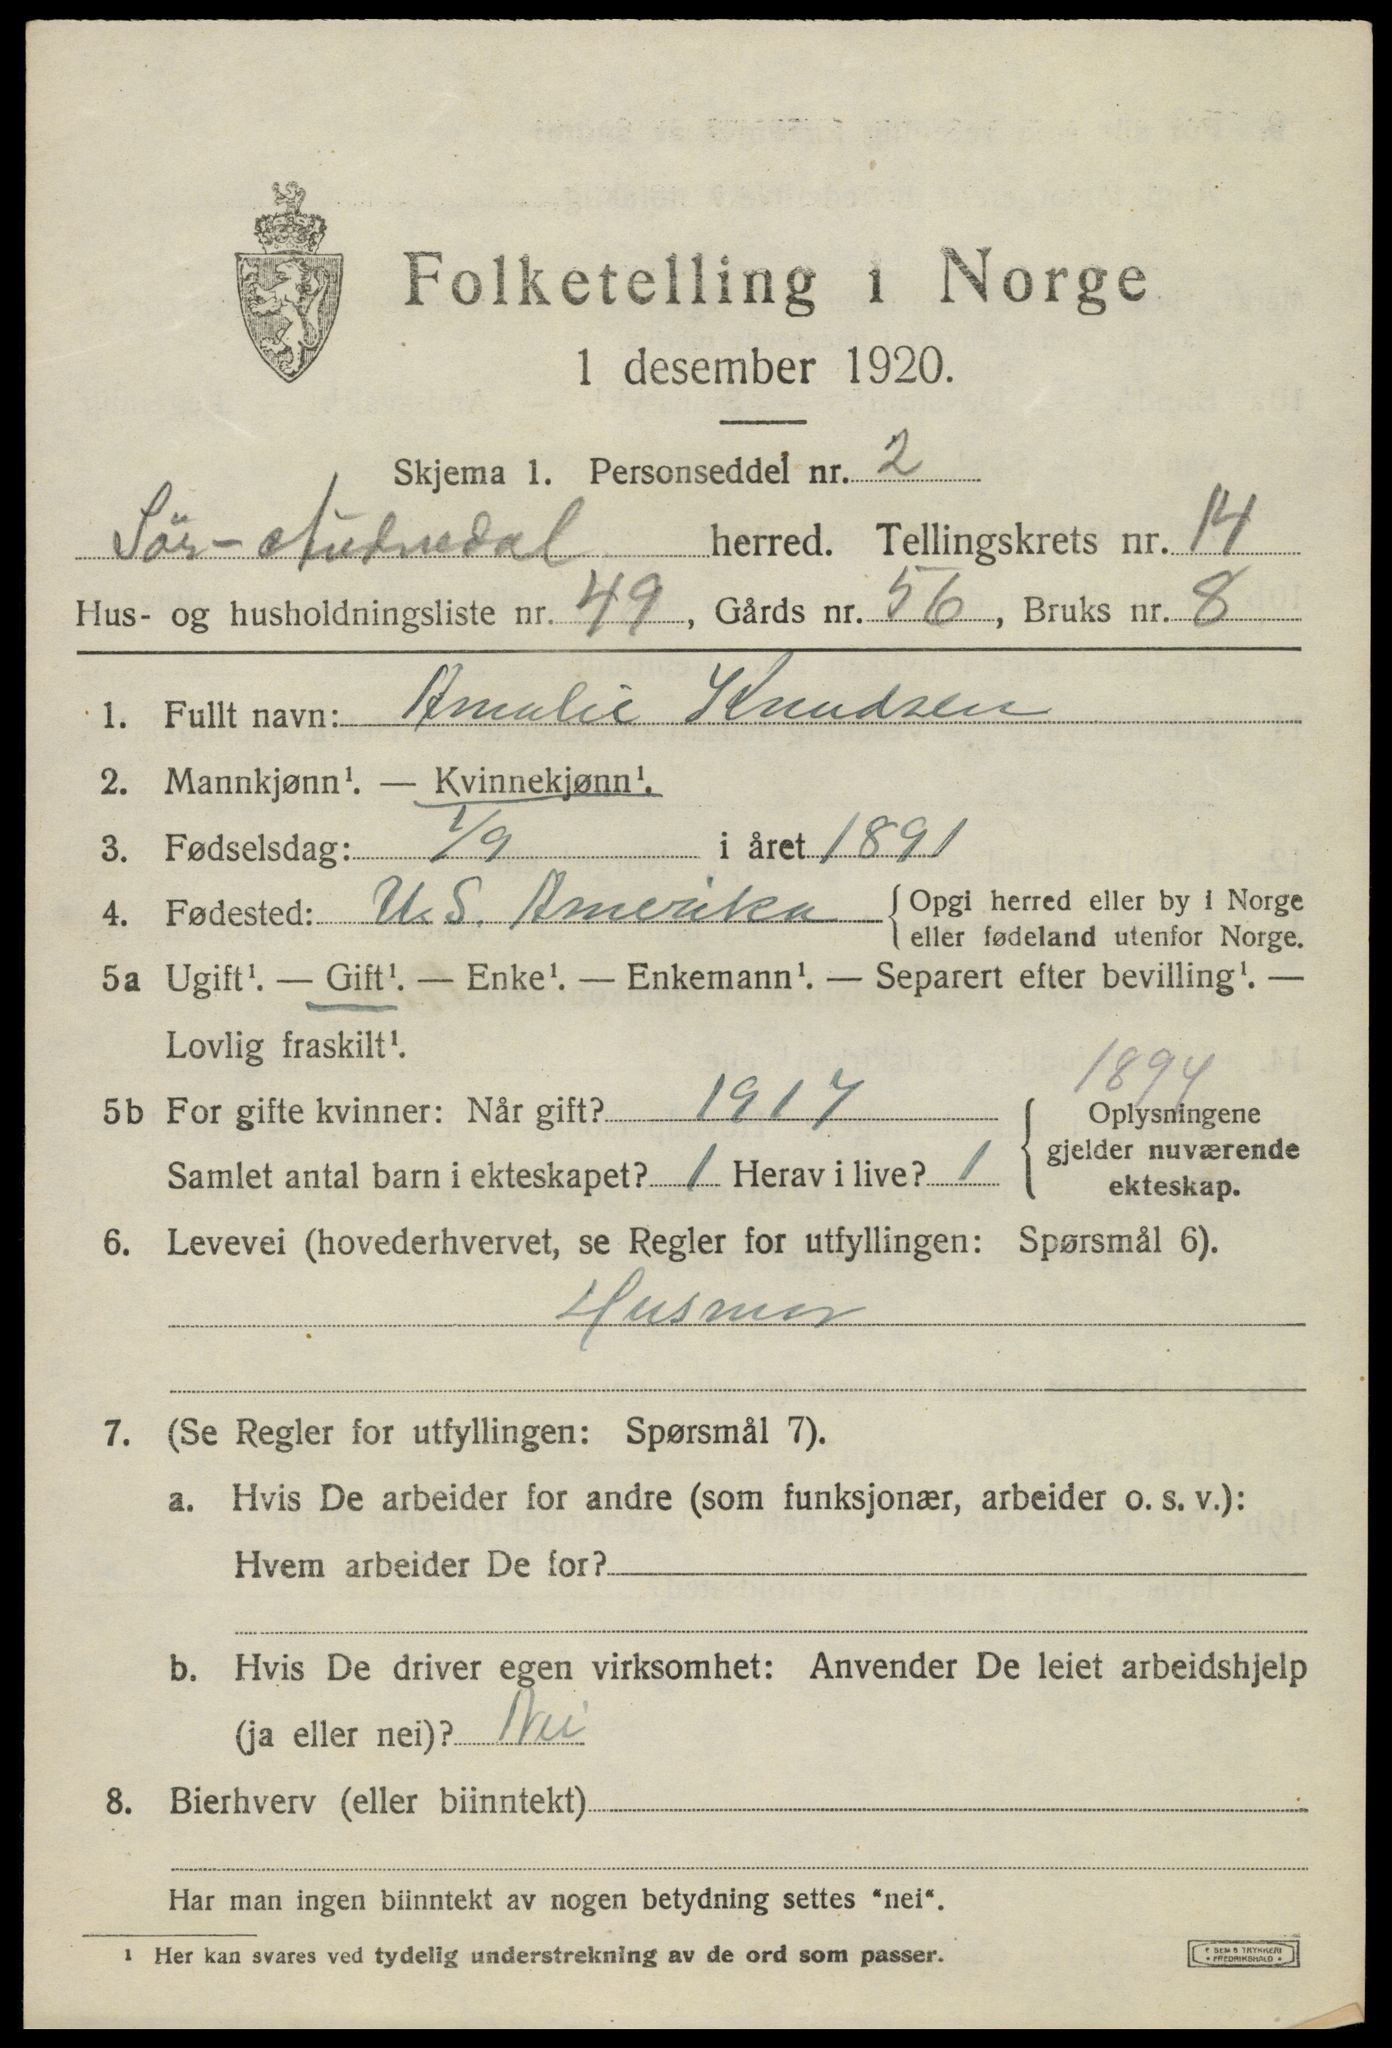 Folketelling i Norge
1 desember 1920.
Skjema 1. Personseddel nr. 2
Sör-Audnedal herred. Tellingskrets nr. 14
Hus- og husholdningsliste nr. 49, Gårds nr. 56, Bruks nr. 8
1. Fullt navn: Amalie Knudsen
2. Mannkjønn¹. — Kvinnekjønn¹.
3. Fødselsdag: 1/9 i året 1891
4. Fødested: U.S. Amerika { Opgi herred eller by i Norge
eller fødeland utenfor Norge.
5a Ugift¹. — Gift¹. — Enke¹. — Enkemann¹. — Separert efter bevilling¹. —
Lovlig fraskilt¹.
1894
5b For gifte kvinner: Når gift? 1917 { Oplysningene
gjelder nuværende
Samlet antal barn i ekteskapet? 1 Herav i live? 1 ekteskap.
6. Levevei (hovederhvervet, se Regler for utfyllingen: Spørsmål 6).
Husmor
7. (Se Regler for utfyllingen: Spørsmål 7).
a. Hvis De arbeider for andre (som funksjonær, arbeider o. s. v.):
Hvem arbeider De for?
b. Hvis De driver egen virksomhet: Anvender De leiet arbeidshjelp
(ja eller nei)? Nei
8. Bierhverv (eller biinntekt)
Har man ingen biinntekt av nogen betydning settes "nei".
¹ Her kan svares ved tydelig understrekning av de ord som passer.
SEM & TRYKKERI
FREDRIKSHALD